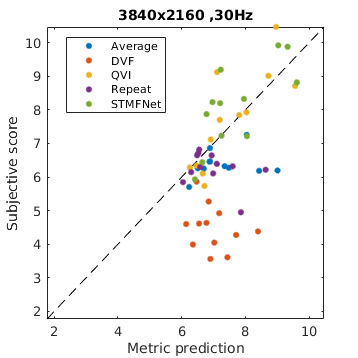 3840x2160 ,30Hz
Average
DVF
QVI
Repeat
STMFNet
Subjective score
10
9
8
7
6
5
4
3
2
2
4
6
8
10
Metric prediction